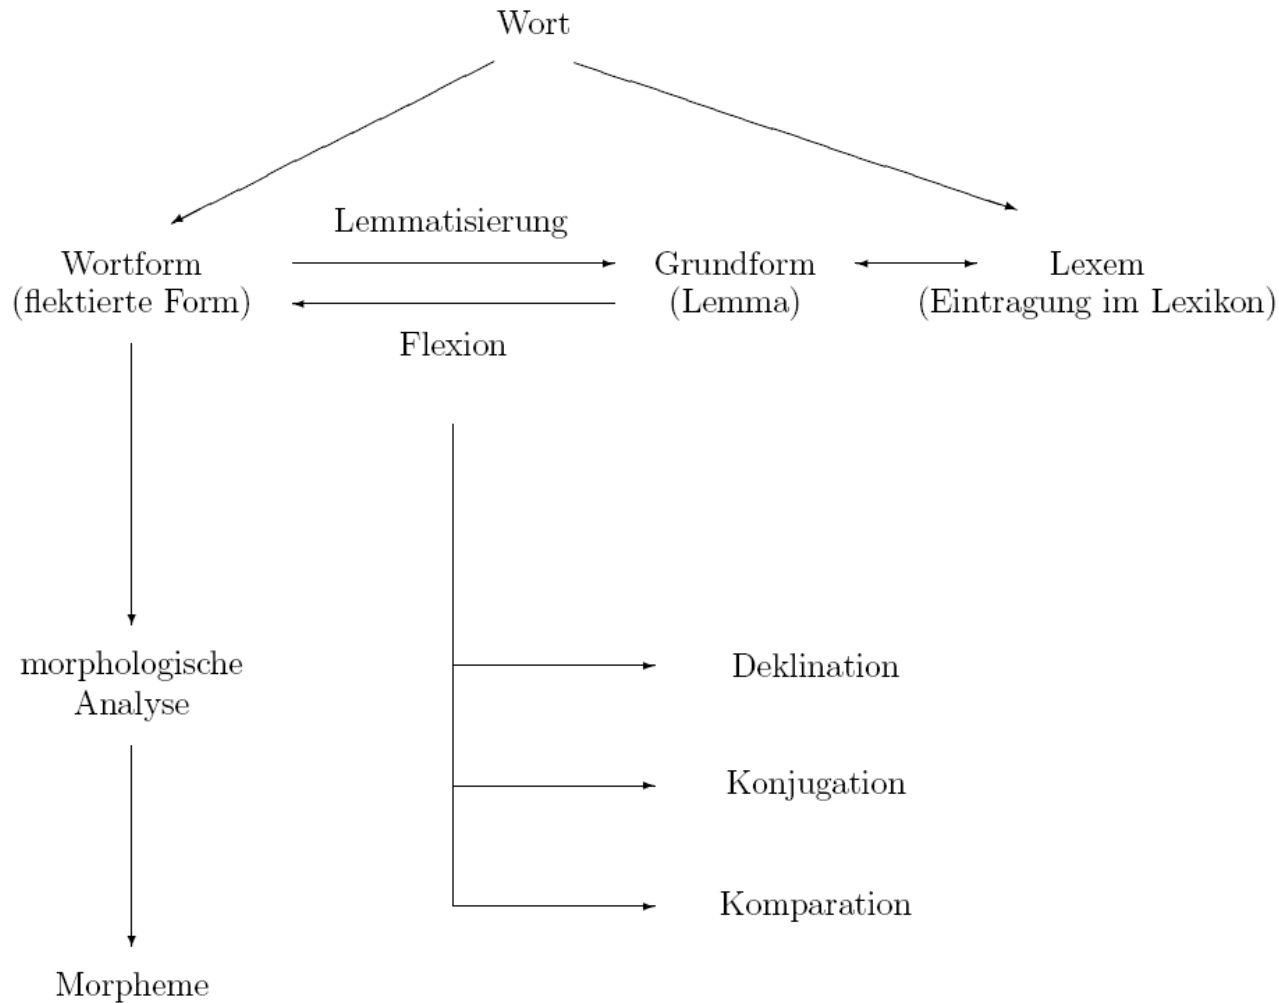 Wort
Lemmatisierung
Wortform
(flektierte Form)
Grundform
(Lemma)
Lexem
(Eintragung im Lexikon)
Flexion
morphologische
Analyse
Deklination
Konjugation
Komparation
Morpheme